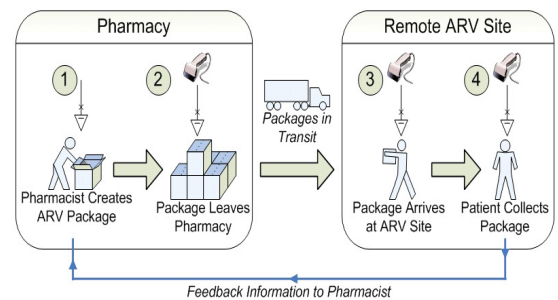 Pharmacy
Remote ARV Site
1
2
3
4
Packages in
Transit
Pharmacist Creates
ARV Package
Package Leaves
Pharmacy
Package Arrives
at ARV Site
Patient Collects
Package
Feedback Information to Pharmacist